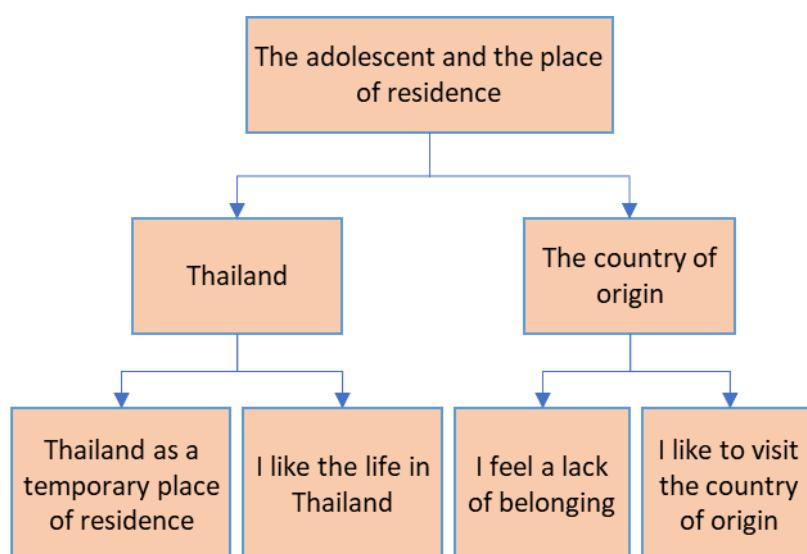 The adolescent and the place
of residence
Thailand
The country of
origin
Thailand as a
temporary place
of residence
I like the life in
Thailand
I feel a lack
of belonging
I like to visit
the country
of origin